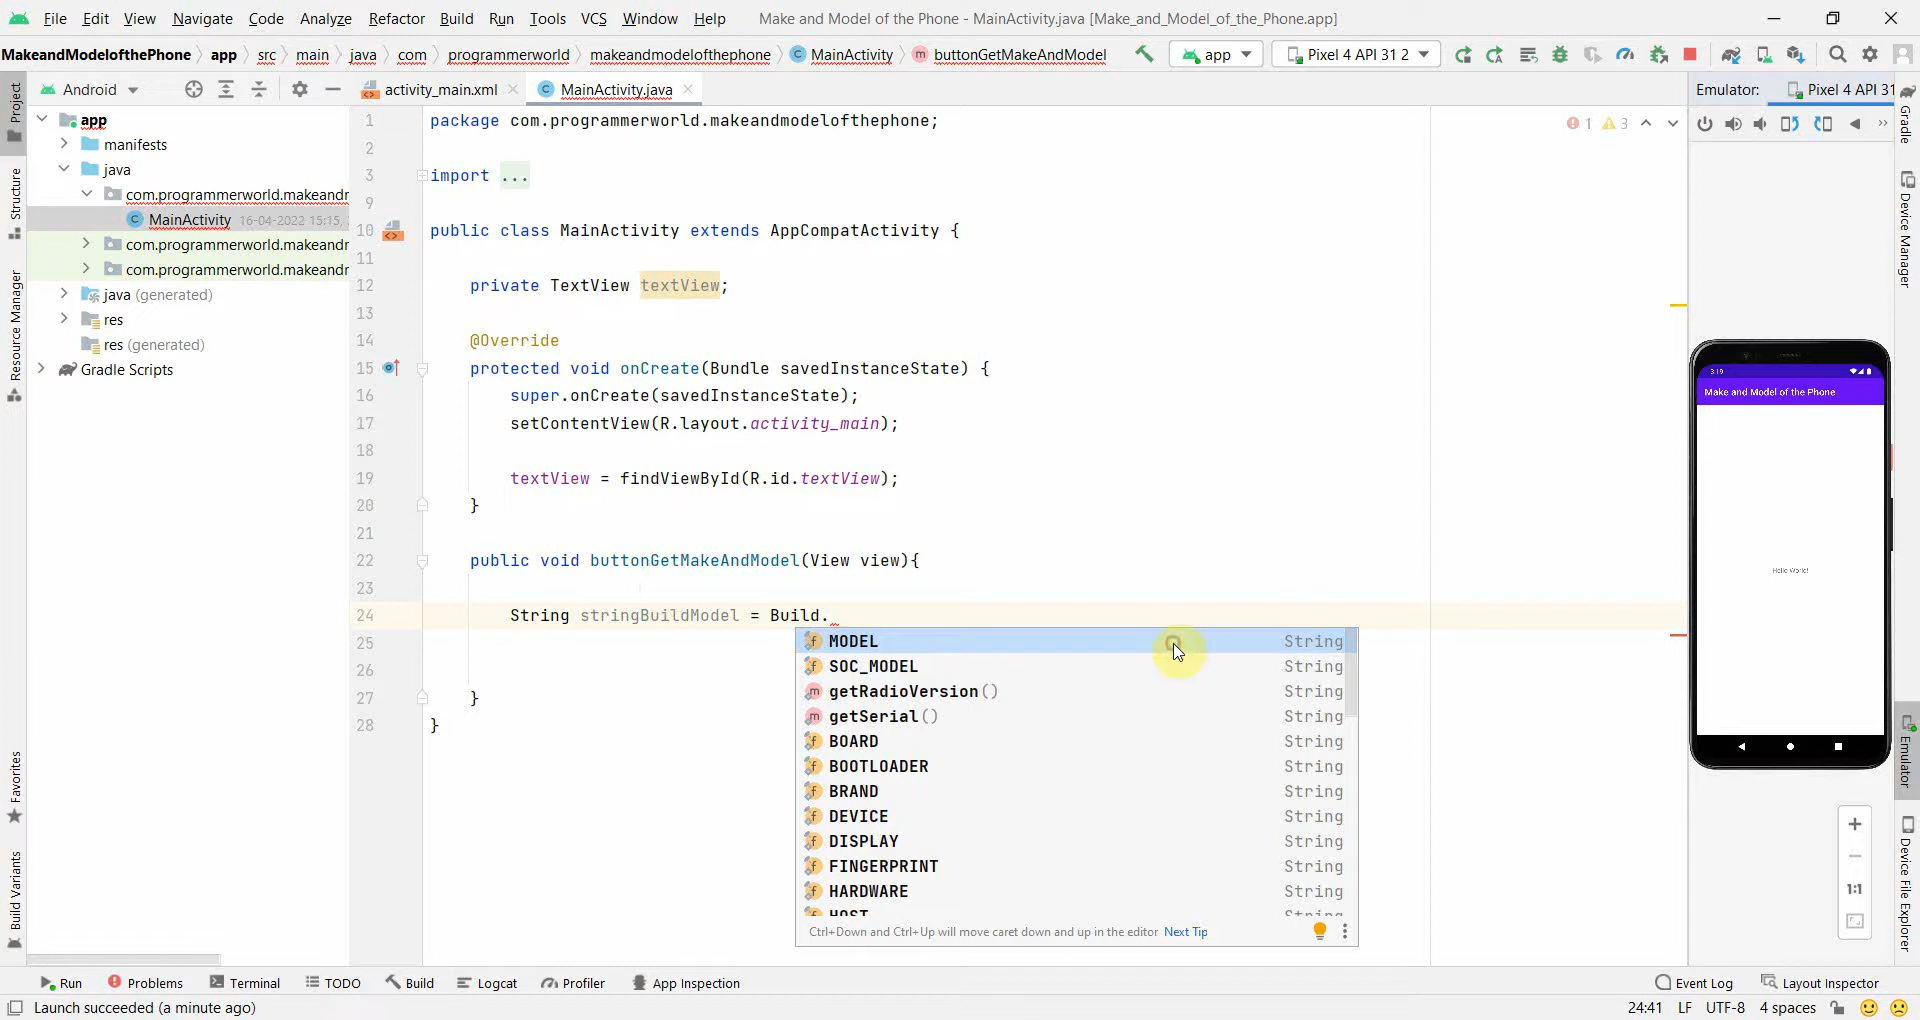 File Edit View Navigate Code Analyze Refactor Build Run Tools VCS Window Help Make and Model of the Phone - MainActivity.java [Make_and_Model_of_the_Phone.app]
MakeandModelofthePhone app src main java com programmerworld makeandmodelofthephone MainActivity buttonGetMakeAndModel app Pixel 4 API 31 2
Project
Android
activity_main.xml
MainActivity.java
Emulator: Pixel 4 API 31
app
manifests
java
com.programmerworld.makeandr
MainActivity 16-04-2022 15:15,
com.programmerworld.makeandr
com.programmerworld.makeandr
java (generated)
res
res (generated)
Gradle Scripts
Structure
Resource Manager
Favorites
Build Variants
1 package com.programmerworld.makeandmodelofthephone;
2
3 import ...
9
10 public class MainActivity extends AppCompatActivity {
11
12 private TextView textView;
13
14 @Override
15 protected void onCreate(Bundle savedInstanceState) {
16 super.onCreate(savedInstanceState);
17 setContentView(R.layout.activity_main);
18
19 textView = findViewById(R.id.textView);
20 }
21
22 public void buttonGetMakeAndModel(View view){
23
24 String stringBuildModel = Build.
25
26
27 }
28 }
1 3
MODEL String
SOC_MODEL String
getRadioVersion() String
getSerial() String
BOARD String
BOOTLOADER String
BRAND String
DEVICE String
DISPLAY String
FINGERPRINT String
HARDWARE String
HOST String
Ctrl+Down and Ctrl+Up will move caret down and up in the editor Next Tip
3:19
Make and Model of the Phone
Hello World!
1:1
Gradle
Device Manager
Emulator
Device File Explorer
Run Problems Terminal TODO Build Logcat Profiler App Inspection Event Log Layout Inspector
Launch succeeded (a minute ago) 24:41 LF UTF-8 4 spaces